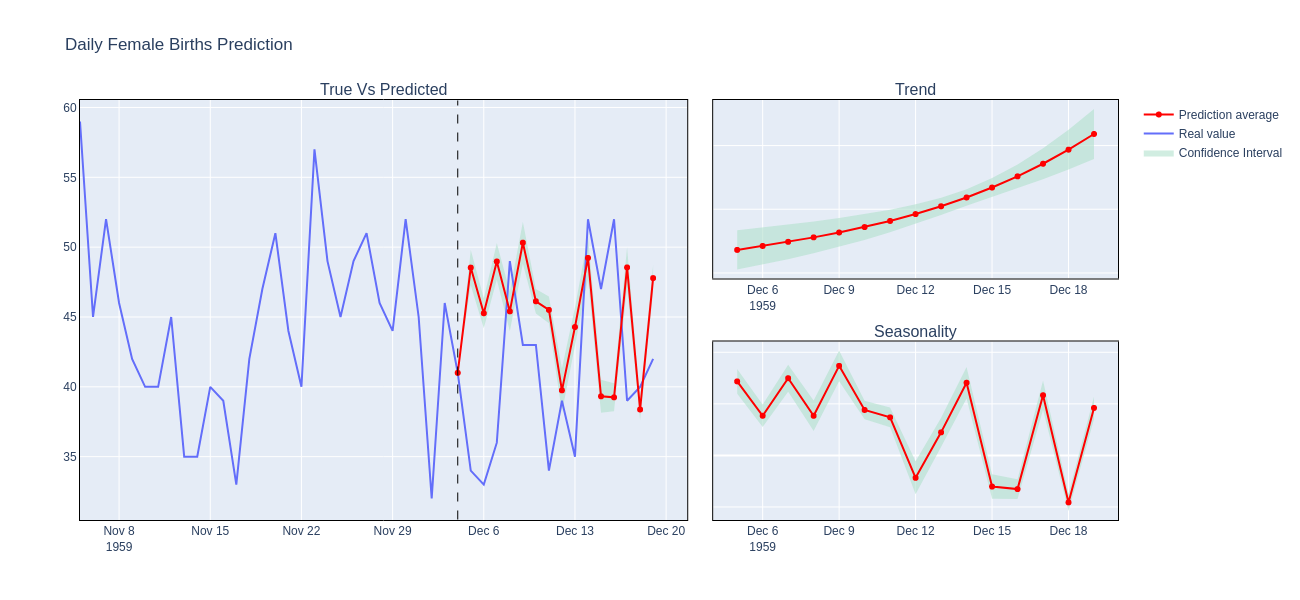 Daily Female Births Prediction
True Vs Predicted
60
55
50
45
40
35
Nov 8
1959
Nov 15
Nov 22
Nov 29
Dec 6
Dec 13
Dec 20
Trend
Dec 6
1959
Dec 9
Dec 12
Dec 15
Dec 18
Seasonality
Dec 6
1959
Dec 9
Dec 12
Dec 15
Dec 18
Prediction average
Real value
Confidence Interval